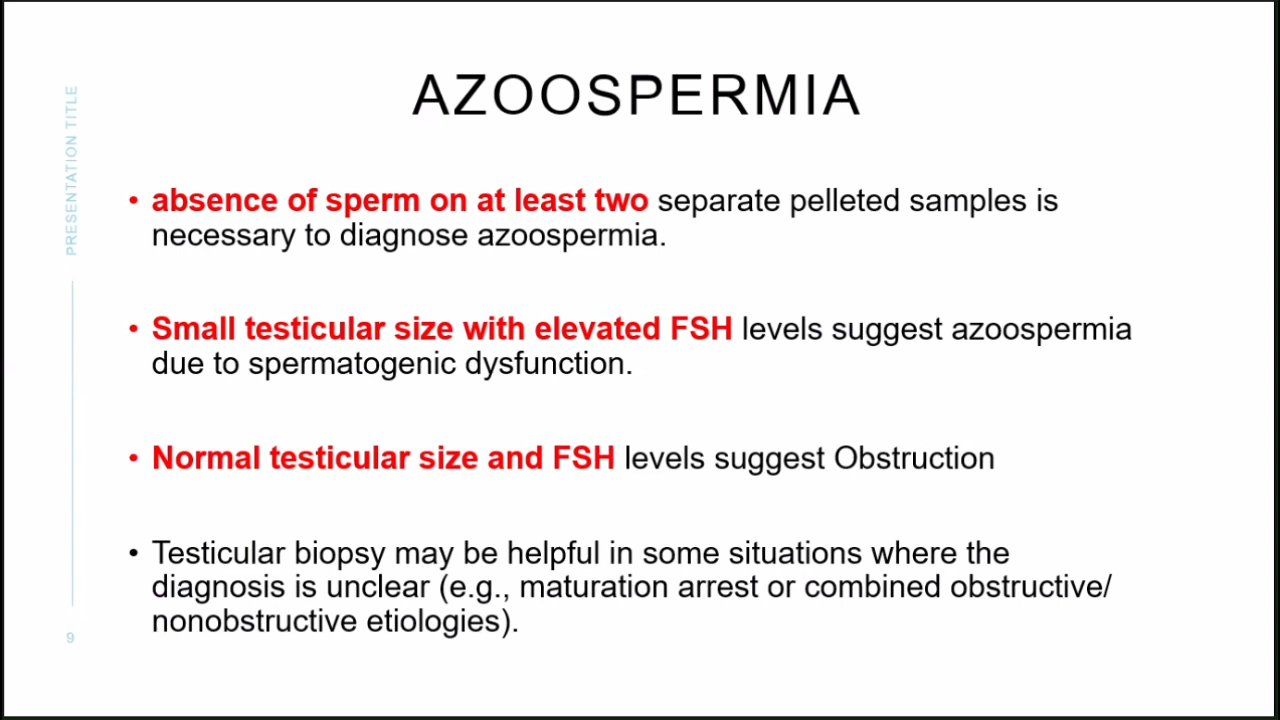 AZOOSPERMIA
PRESENTATION TITLE
• absence of sperm on at least two separate pelleted samples is
necessary to diagnose azoospermia.
• Small testicular size with elevated FSH levels suggest azoospermia
due to spermatogenic dysfunction.
• Normal testicular size and FSH levels suggest Obstruction
• Testicular biopsy may be helpful in some situations where the
diagnosis is unclear (e.g., maturation arrest or combined obstructive/
nonobstructive etiologies).
9